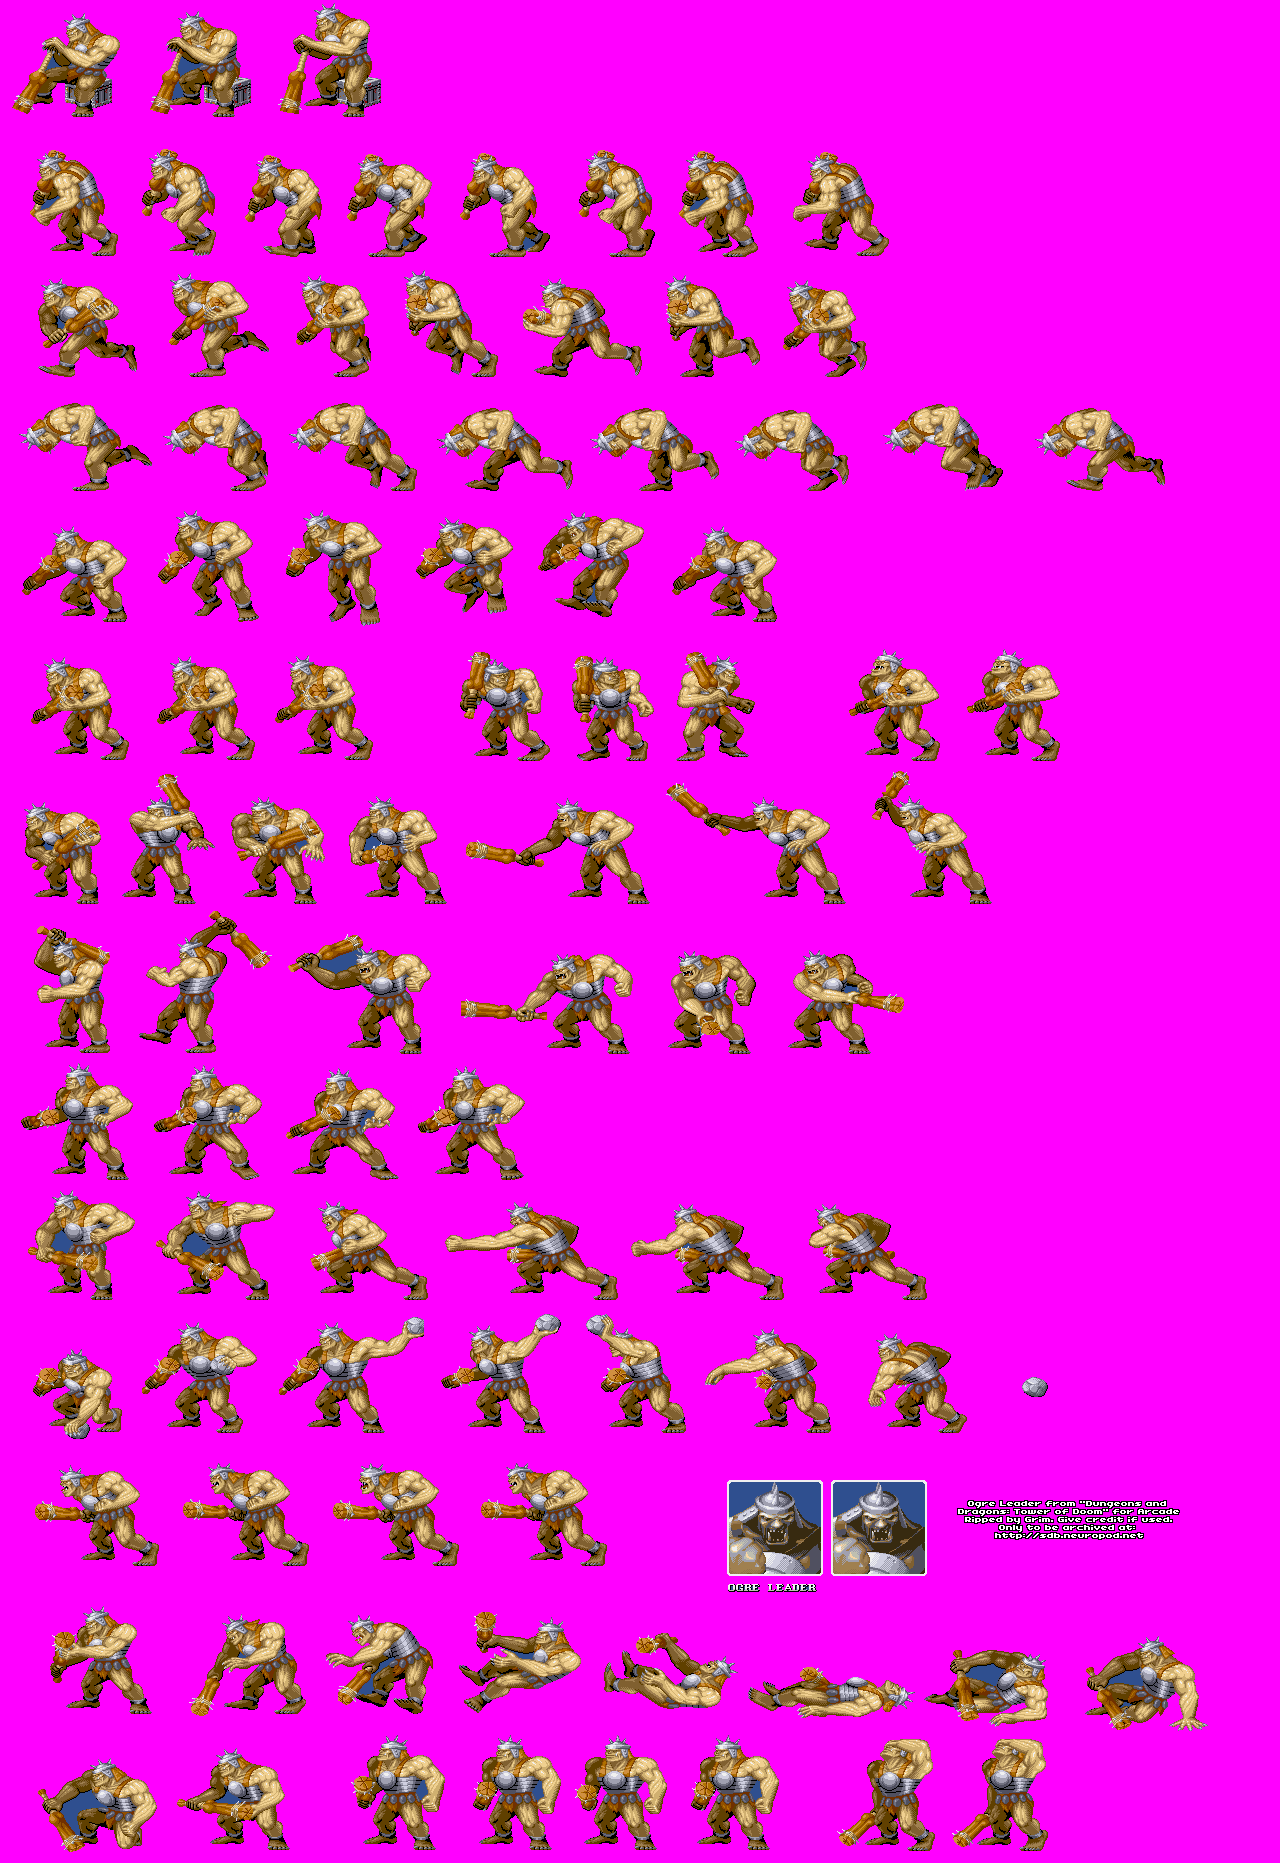 Ogre Leader from "Dungeons and
Dragons: Tower of Doom" for Arcade
Ripped by Grim. Give credit if used.
Only to be archived at:
http://sdb.neuropod.net
OGRE LEADER